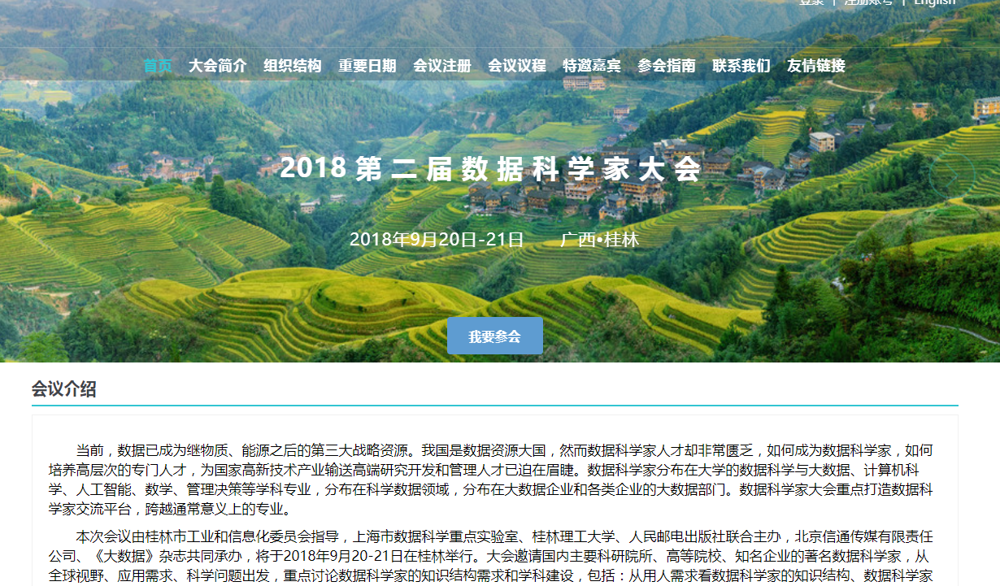 登录 | 注册账号 | English
首页 大会简介 组织结构 重要日期 会议注册 会议议程 特邀嘉宾 参会指南 联系我们 友情链接
2018 第二届数据科学家大会
2018年9月20日-21日 广西•桂林
我要参会
会议介绍
当前，数据已成为继物质、能源之后的第三大战略资源。我国是数据资源大国，然而数据科学家人才却非常匮乏，如何成为数据科学家，如何
培养高层次的专门人才，为国家高新技术产业输送高端研究开发和管理人才已迫在眉睫。数据科学家分布在大学的数据科学与大数据、计算机科
学、人工智能、数学、管理决策等学科专业，分布在科学数据领域，分布在大数据企业和各类企业的大数据部门。数据科学家大会重点打造数据科
学家交流平台，跨越通常意义上的专业。
本次会议由桂林市工业和信息化委员会指导，上海市数据科学重点实验室、桂林理工大学、人民邮电出版社联合主办，北京信通传媒有限责任
公司、《大数据》杂志共同承办，将于2018年9月20-21日在桂林举行。大会邀请国内主要科研院所、高等院校、知名企业的著名数据科学家，从
全球视野、应用需求、科学问题出发，重点讨论数据科学家的知识结构需求和学科建设，包括：从用人需求看数据科学家的知识结构、数据科学家